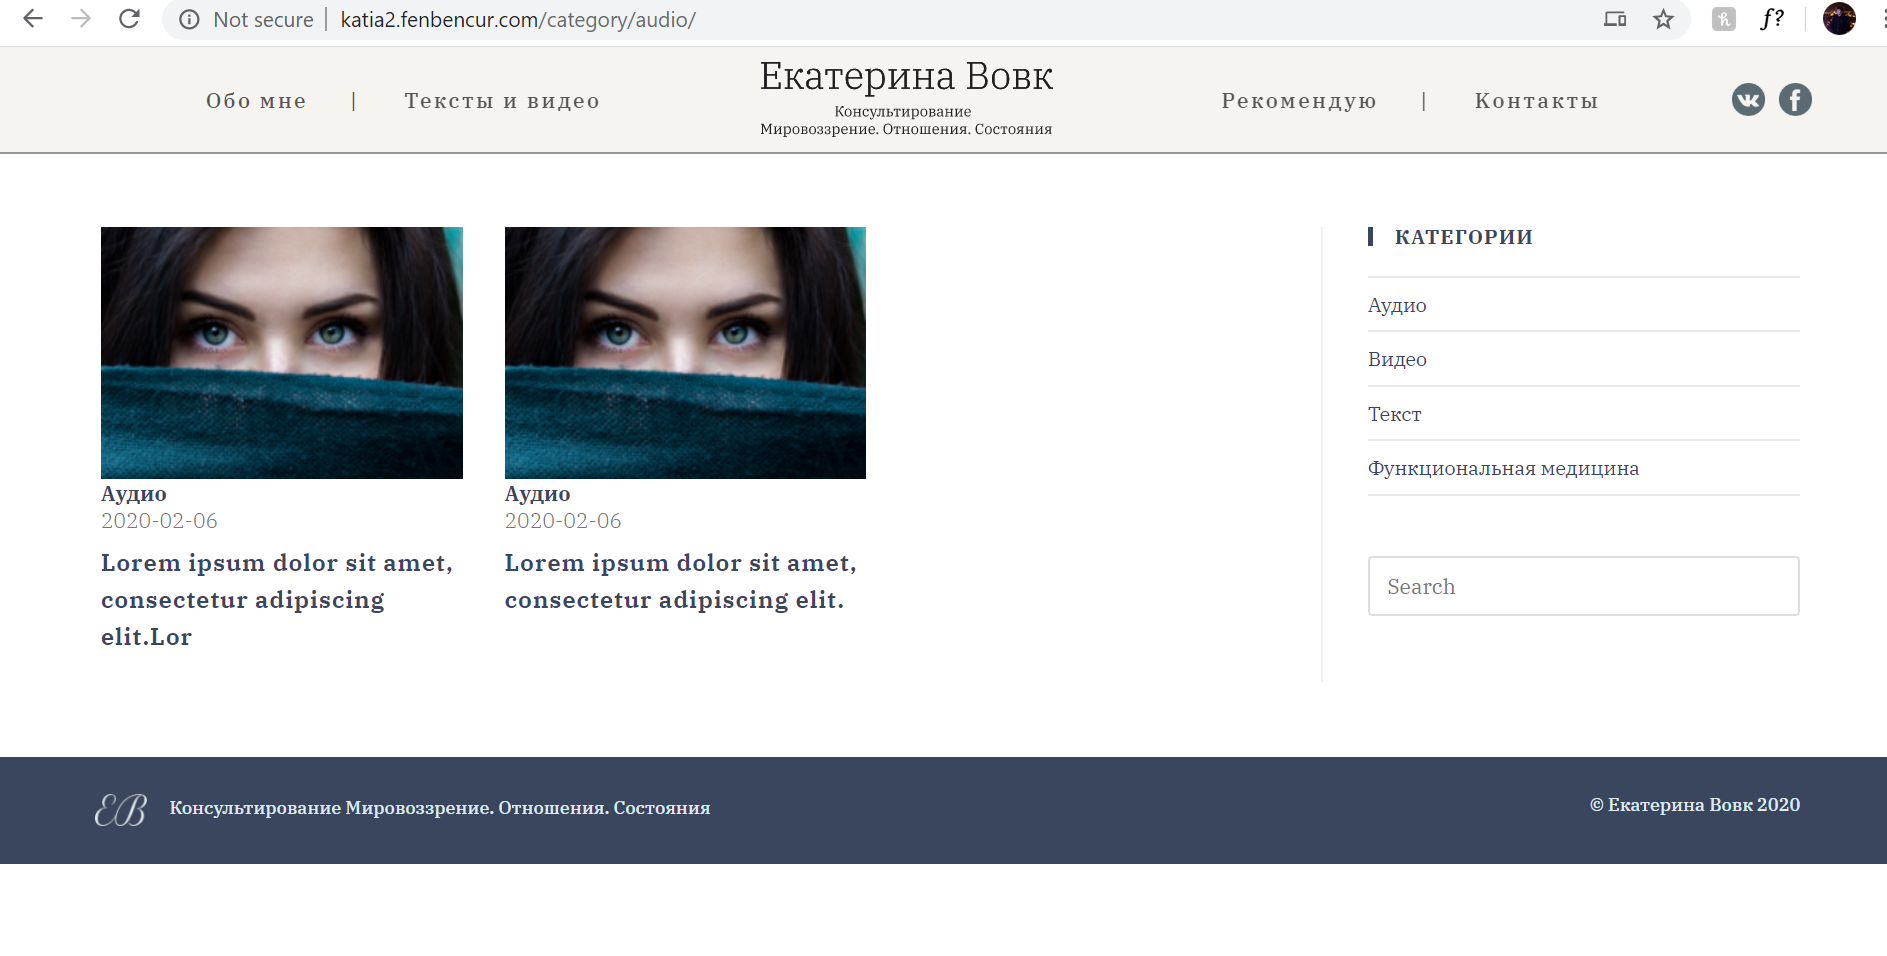 Not secure | katia2.fenbencur.com/category/audio/
f?
Обо мне | Тексты и видео
Екатерина Вовк
Консультирование
Мировоззрение. Отношения. Состояния
Рекомендую | Контакты
Аудио
2020-02-06
Lorem ipsum dolor sit amet,
consectetur adipiscing
elit.Lor
Аудио
2020-02-06
Lorem ipsum dolor sit amet,
consectetur adipiscing elit.
КАТЕГОРИИ
Аудио
Видео
Текст
Функциональная медицина
Search
ЕВ Консультирование Мировоззрение. Отношения. Состояния
© Екатерина Вовк 2020